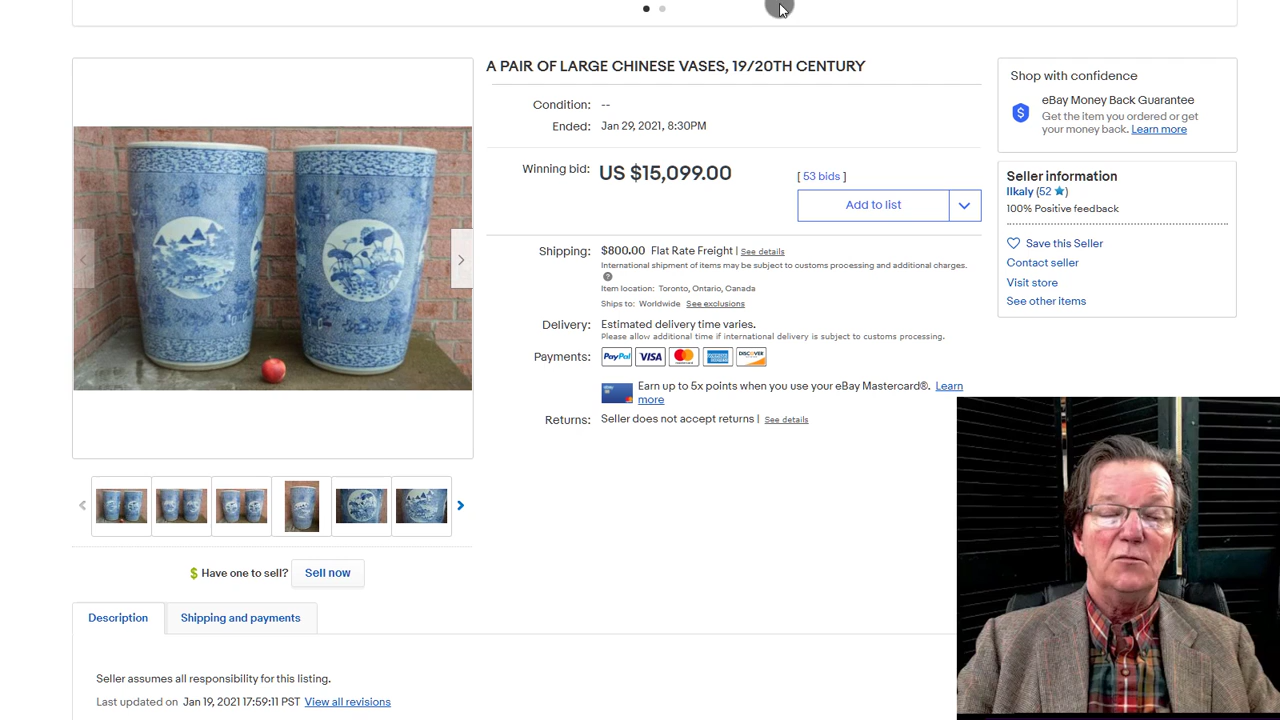 A PAIR OF LARGE CHINESE VASES, 19/20TH CENTURY
Condition: --
Ended: Jan 29, 2021, 8:30PM
Winning bid: US $15,099.00 [ 53 bids ]
Add to list
Shipping: $800.00 Flat Rate Freight | See details
International shipment of items may be subject to customs processing and additional charges.
Item location: Toronto, Ontario, Canada
Ships to: Worldwide See exclusions
Delivery: Estimated delivery time varies.
Please allow additional time if international delivery is subject to customs processing.
Payments: PayPal VISA MasterCard AMERICAN EXPRESS DISCOVER
Earn up to 5x points when you use your eBay Mastercard®. Learn
more
Returns: Seller does not accept returns | See details
Shop with confidence
eBay Money Back Guarantee
Get the item you ordered or get
your money back. Learn more
Seller information
Ilkaly (52 ★)
100% Positive feedback
Save this Seller
Contact seller
Visit store
See other items
$ Have one to sell? Sell now
Description Shipping and payments
Seller assumes all responsibility for this listing.
Last updated on Jan 19, 2021 17:59:11 PST View all revisions